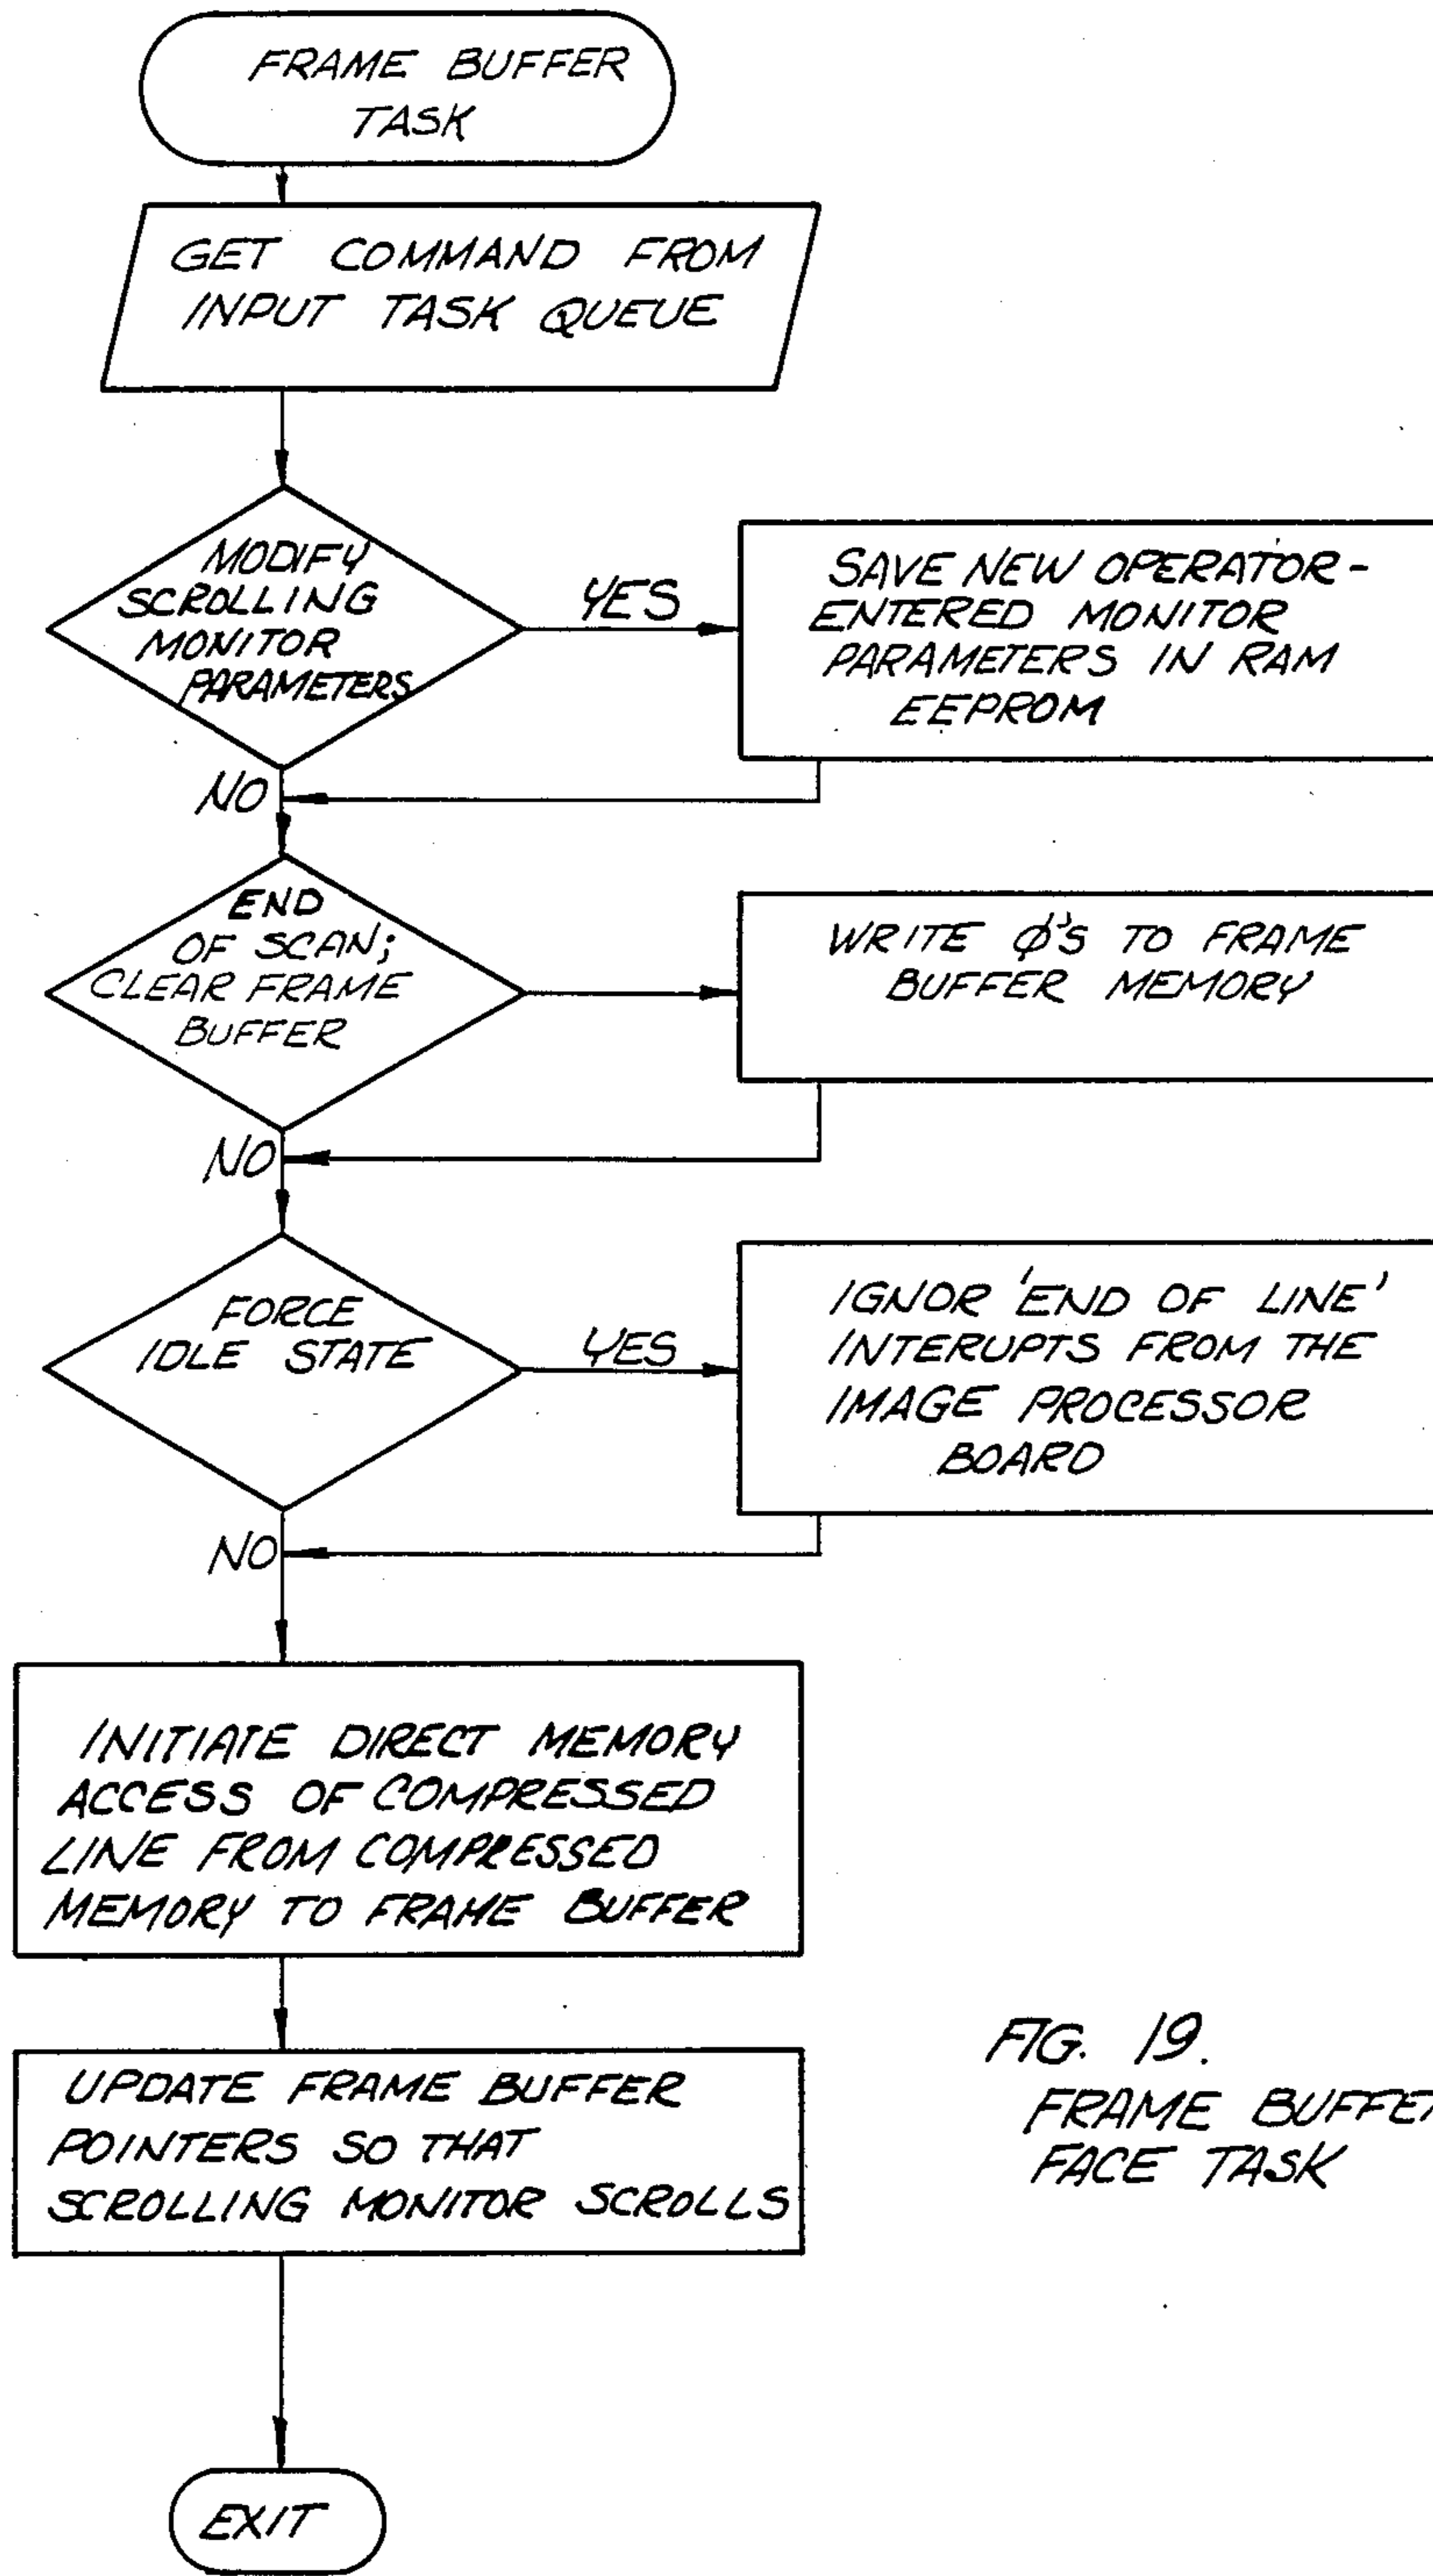 FRAME BUFFER
TASK
GET COMMAND FROM
INPUT TASK QUEUE
MODIFY
SCROLLING
MONITOR
PARAMETERS
YES
SAVE NEW OPERATOR-
ENTERED MONITOR
PARAMETERS IN RAM
EEPROM
NO
END
OF SCAN;
CLEAR FRAME
BUFFER
WRITE φ'S TO FRAME
BUFFER MEMORY
NO
FORCE
IDLE STATE
YES
IGNOR 'END OF LINE'
INTERUPTS FROM THE
IMAGE PROCESSOR
BOARD
NO
INITIATE DIRECT MEMORY
ACCESS OF COMPRESSED
LINE FROM COMPRESSED
MEMORY TO FRAME BUFFER
UPDATE FRAME BUFFER
POINTERS SO THAT
SCROLLING MONITOR SCROLLS
EXIT
FIG. 19.
FRAME BUFFER
FACE TASK